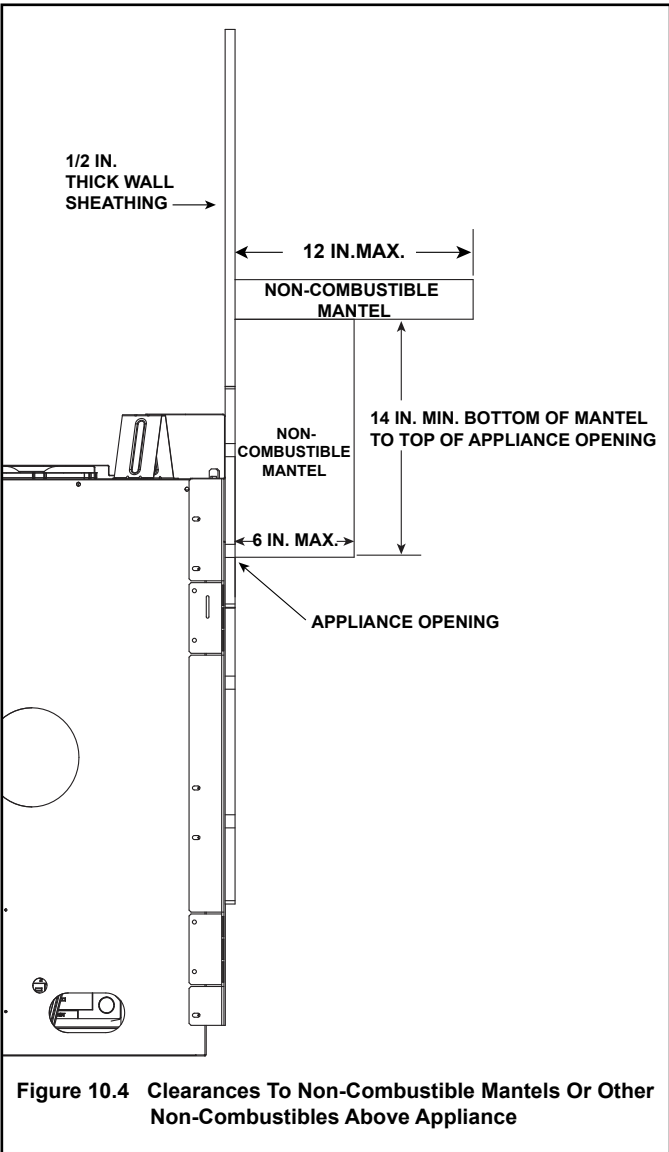 1/2 IN.
THICK WALL
SHEATHING
12 IN.MAX.
NON-COMBUSTIBLE
MANTEL
14 IN. MIN. BOTTOM OF MANTEL
TO TOP OF APPLIANCE OPENING
NON-
COMBUSTIBLE
MANTEL
6 IN. MAX.
APPLIANCE OPENING
Figure 10.4 Clearances To Non-Combustible Mantels Or Other
Non-Combustibles Above Appliance